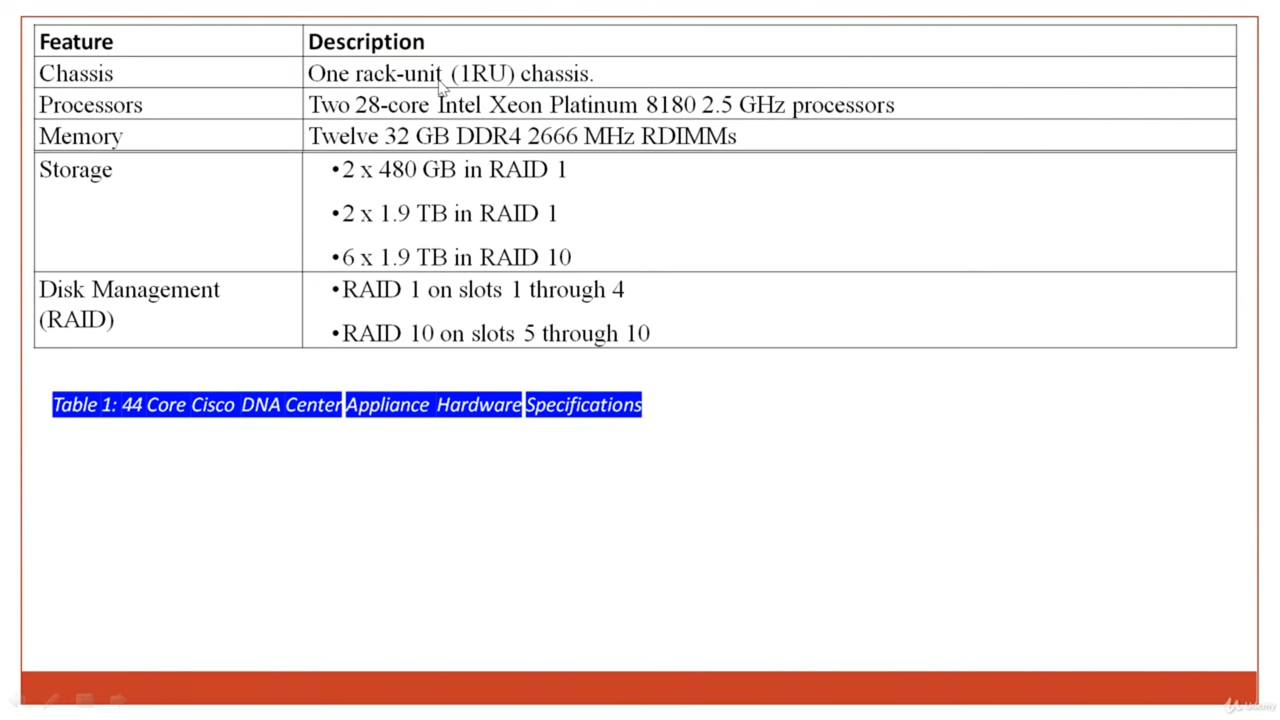 Feature Description
Chassis One rack-unit (1RU) chassis.
Processors Two 28-core Intel Xeon Platinum 8180 2.5 GHz processors
Memory Twelve 32 GB DDR4 2666 MHz RDIMMs
Storage •2 x 480 GB in RAID 1
•2 x 1.9 TB in RAID 1
•6 x 1.9 TB in RAID 10
Disk Management •RAID 1 on slots 1 through 4
(RAID)
•RAID 10 on slots 5 through 10
Table 1: 44 Core Cisco DNA Center Appliance Hardware Specifications
Udemy